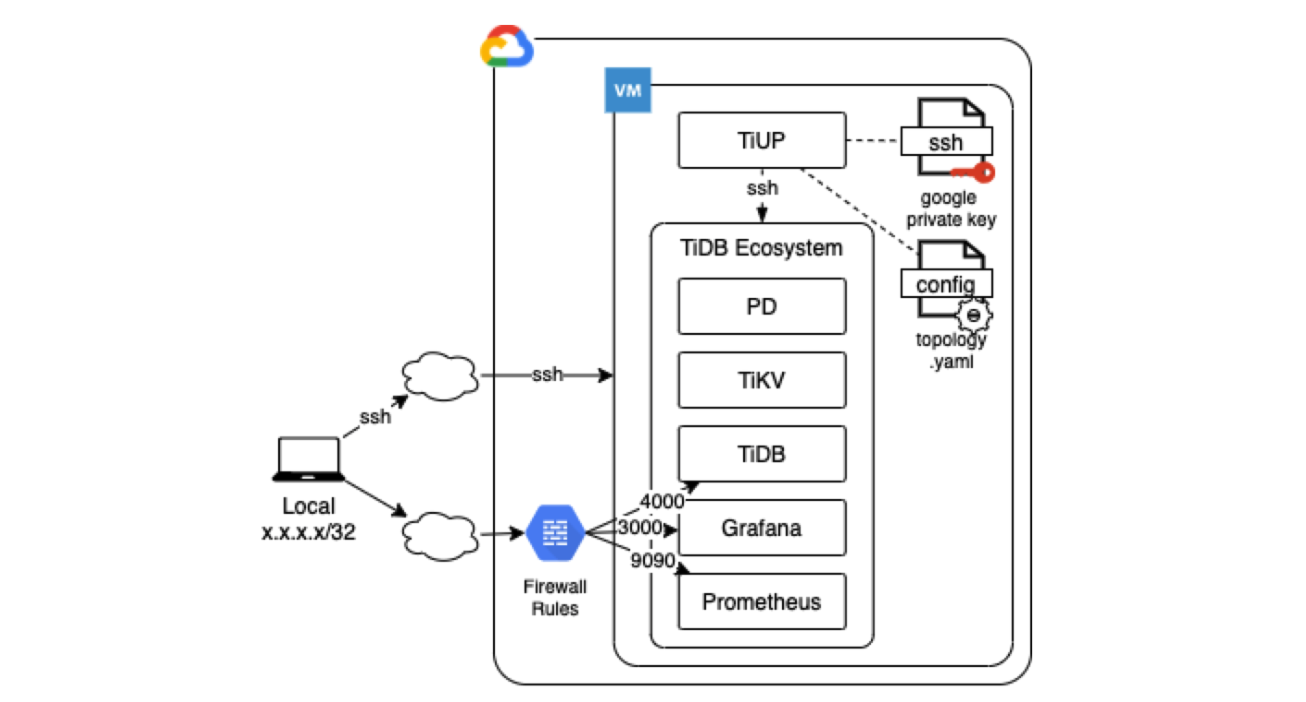 VM
TiUP
ssh
google
private key
ssh
TiDB Ecosystem
config
topology
.yaml
PD
TiKV
TiDB
Grafana
Prometheus
ssh
ssh
Local
x.x.x.x/32
Firewall
Rules
4000
3000
9090